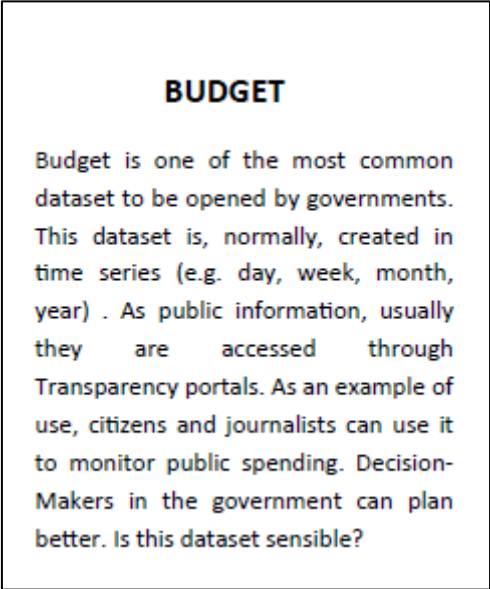 BUDGET
Budget is one of the most common
dataset to be opened by governments.
This dataset is, normally, created in
time series (e.g. day, week, month,
year) . As public information, usually
they are accessed through
Transparency portals. As an example of
use, citizens and journalists can use it
to monitor public spending. Decision-
Makers in the government can plan
better. Is this dataset sensible?